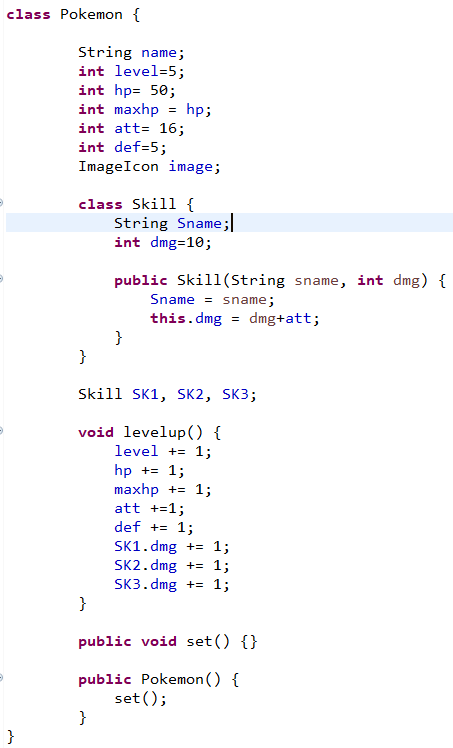 class Pokemon {
String name;
int level=5;
int hp= 50;
int maxhp = hp;
int att= 16;
int def=5;
ImageIcon image;
class Skill {
String Sname;
int dmg=10;
public Skill(String sname, int dmg) {
Sname = sname;
this.dmg = dmg+att;
}
}
Skill SK1, SK2, SK3;
void levelup() {
level += 1;
hp += 1;
maxhp += 1;
att +=1;
def += 1;
SK1.dmg += 1;
SK2.dmg += 1;
SK3.dmg += 1;
}
public void set() {}
public Pokemon() {
set();
}
}